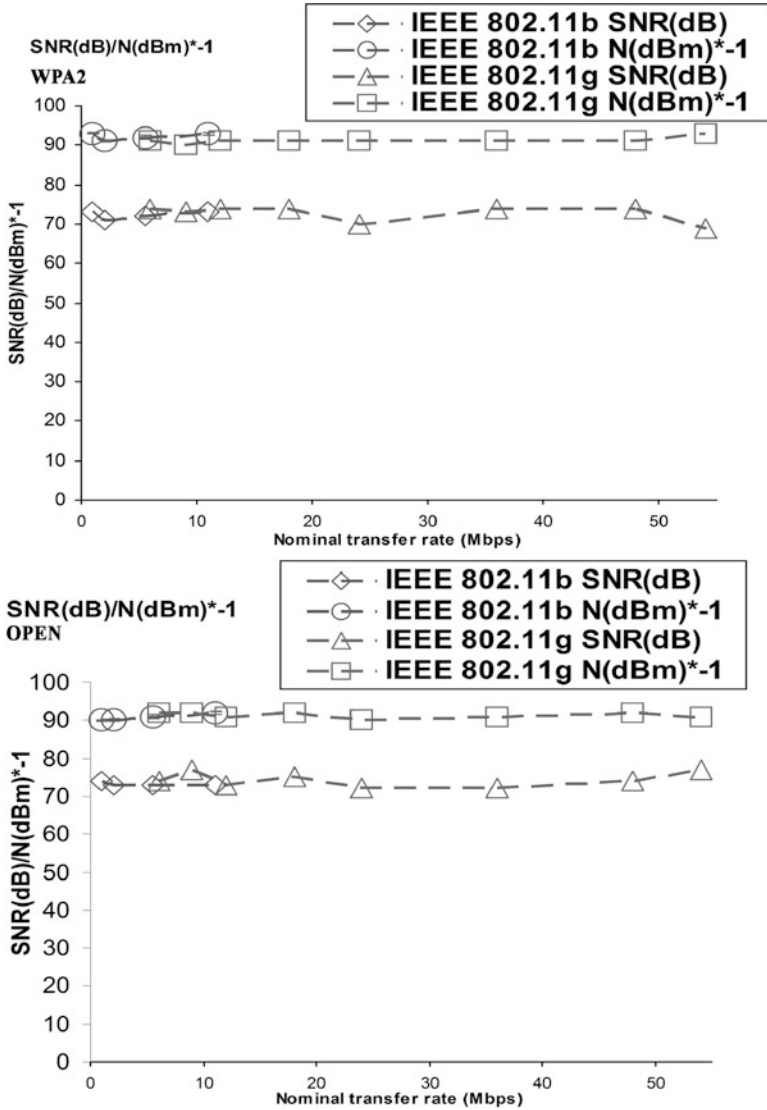 SNR(dB)/N(dBm)*-1
WPA2
IEEE 802.11b SNR(dB)
IEEE 802.11b N(dBm)*-1
IEEE 802.11g SNR(dB)
IEEE 802.11g N(dBm)*-1
SNR(dB)/N(dBm)*-1
100
90
80
70
60
50
40
30
20
10
0
0 10 20 30 40 50
Nominal transfer rate (Mbps)
SNR(dB)/N(dBm)*-1
OPEN
IEEE 802.11b SNR(dB)
IEEE 802.11b N(dBm)*-1
IEEE 802.11g SNR(dB)
IEEE 802.11g N(dBm)*-1
SNR(dB)/N(dBm)*-1
100
90
80
70
60
50
40
30
20
10
0
0 10 20 30 40 50
Nominal transfer rate (Mbps)